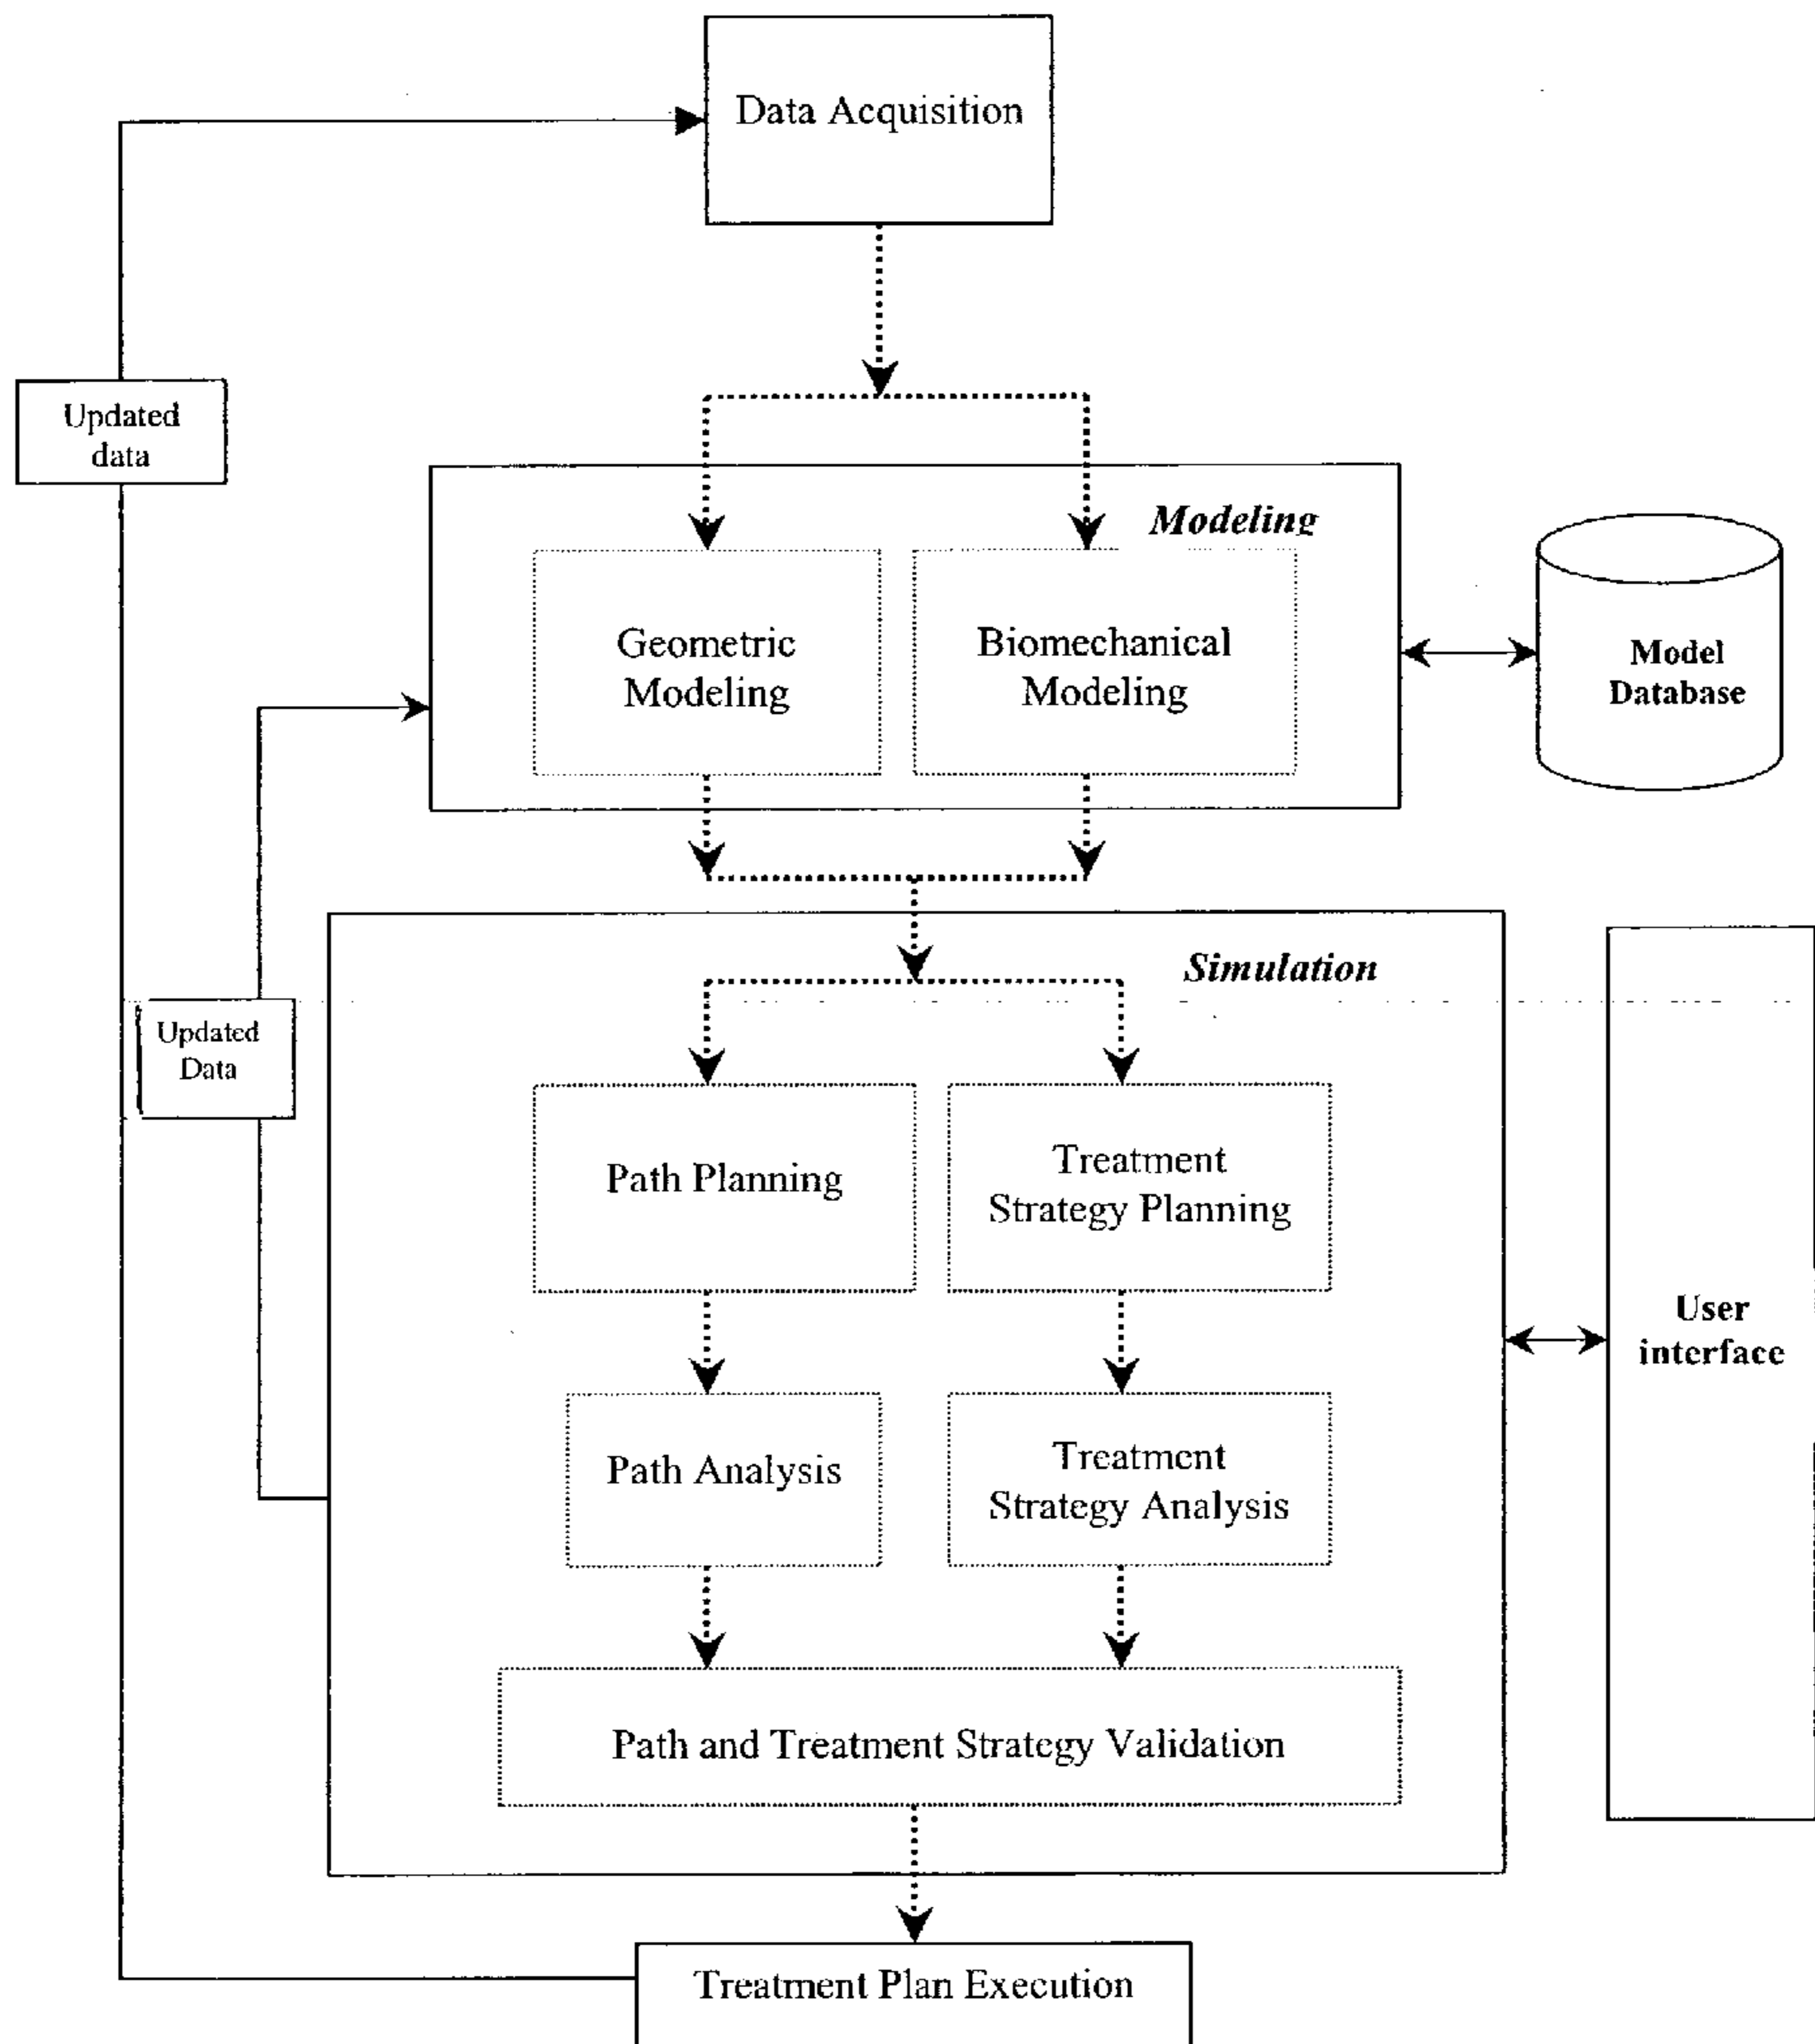 Data Acquisition
Updated
data
Modeling
Geometric
Modeling
Biomechanical
Modeling
Model
Database
Simulation
Updated
Data
Path Planning
Treatment
Strategy Planning
User
interface
Path Analysis
Treatment
Strategy Analysis
Path and Treatment Strategy Validation
Treatment Plan Execution